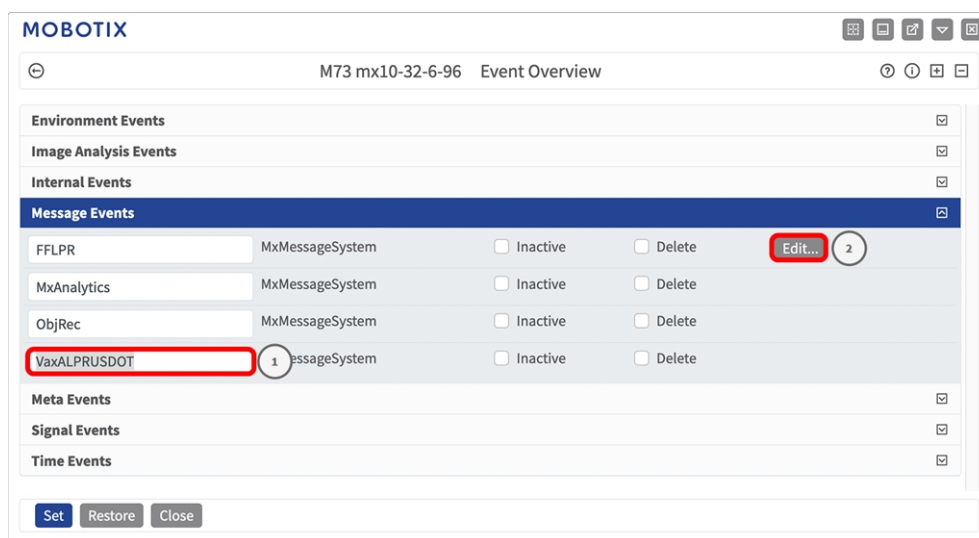 MOBOTIX
M73 mx10-32-6-96 Event Overview
Environment Events
Image Analysis Events
Internal Events
Message Events
FFLPR MxMessageSystem Inactive Delete Edit... 2
MxAnalytics MxMessageSystem Inactive Delete
ObjRec MxMessageSystem Inactive Delete
VaxALPRUSDOT 1 essageSystem Inactive Delete
Meta Events
Signal Events
Time Events
Set Restore Close